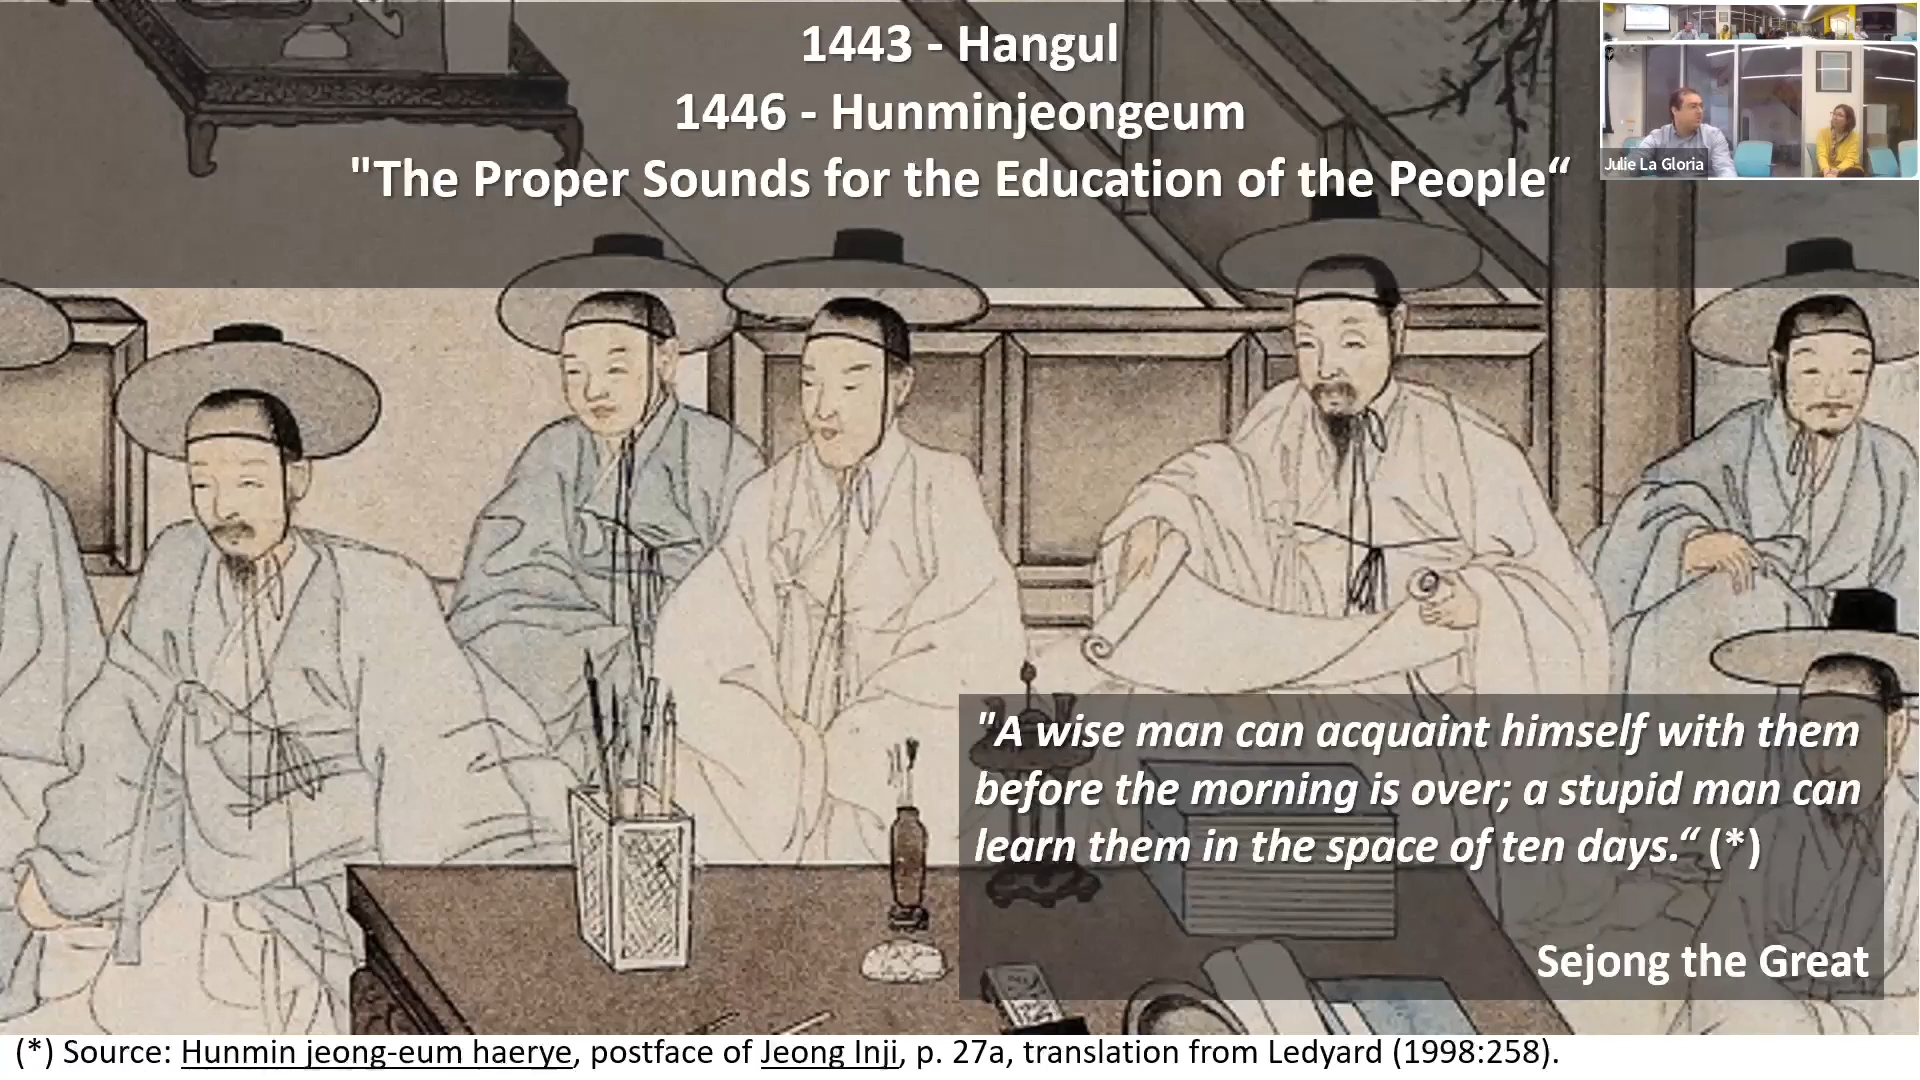 1443 - Hangul
1446 - Hunminjeongeum
"The Proper Sounds for the Education of the People“
Julie La Gloria
"A wise man can acquaint himself with them
before the morning is over; a stupid man can
learn them in the space of ten days.“ (*)
Sejong the Great
(*) Source: Hunmin jeong-eum haerye, postface of Jeong Inji, p. 27a, translation from Ledyard (1998:258).